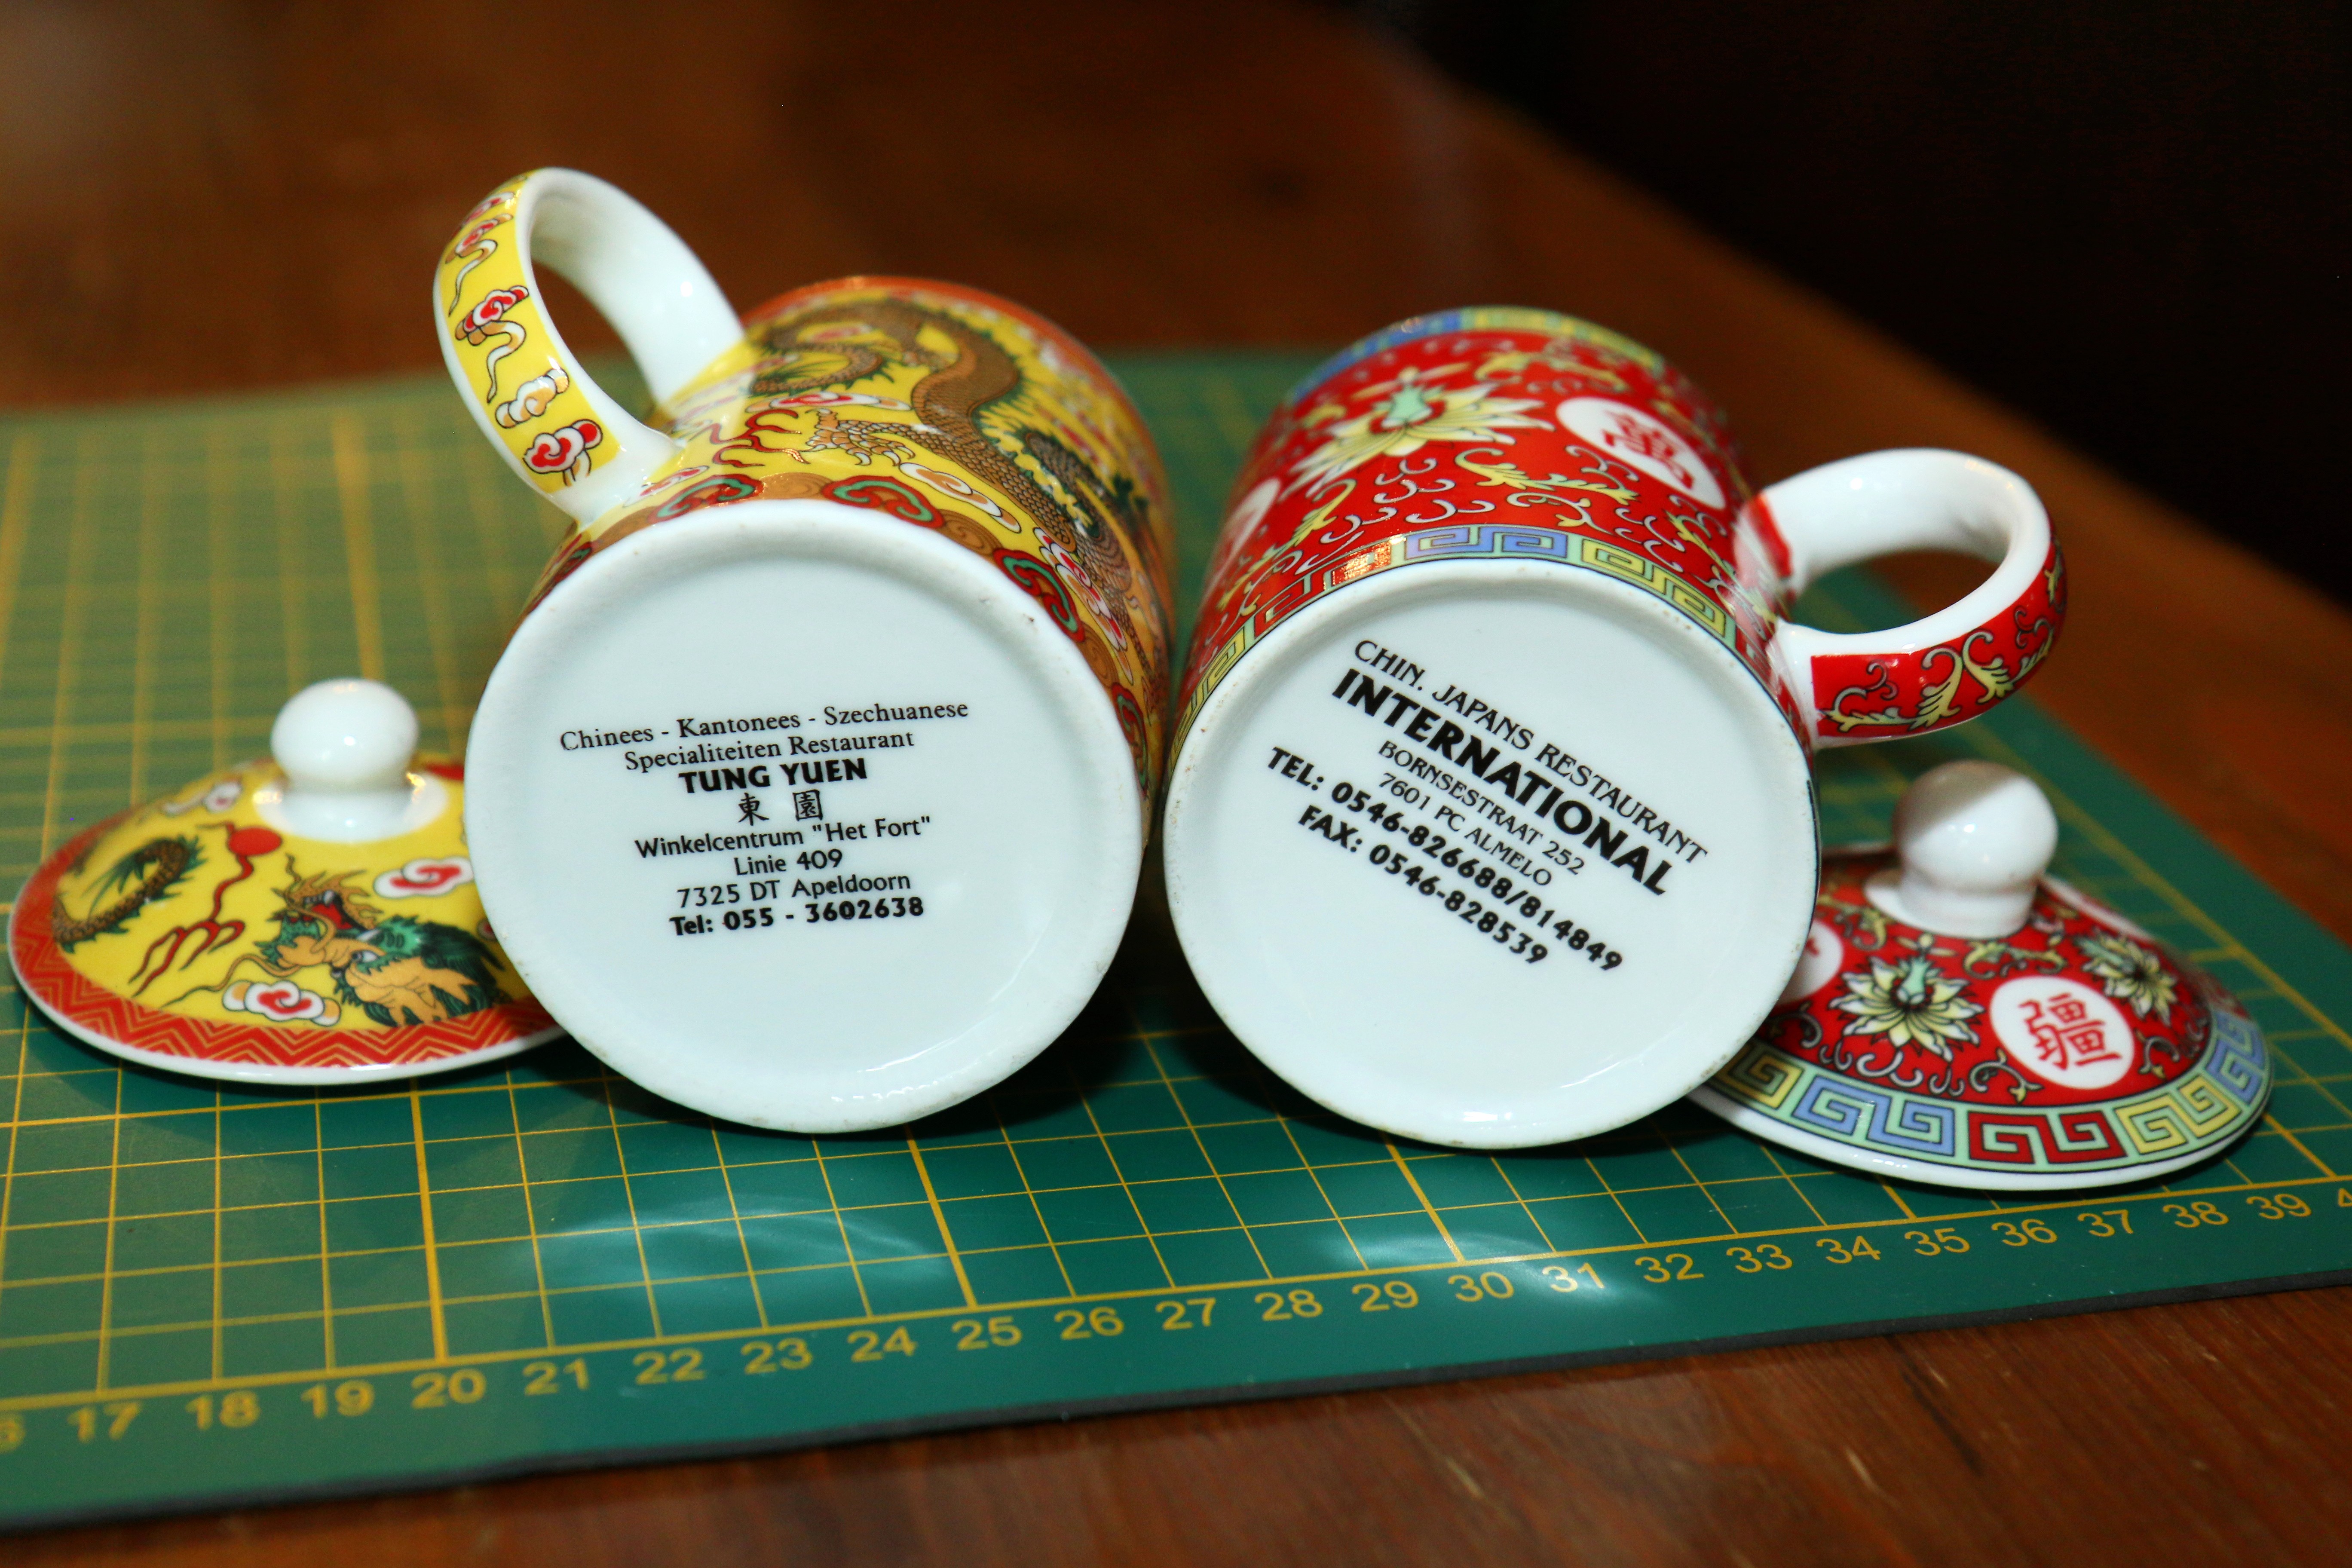 Chinees - Kantonees - Szechuanese
Specialiteiten Restaurant
TUNG YUEN
東 園
Winkelcentrum "Het Fort"
Linie 409
7325 DT Apeldoorn
Tel: 055 - 3602638
萬
CHIN. JAPANS RESTAURANT
INTERNATIONAL
BORNSESTRAAT 252
7601 PC ALMELO
TEL: 0546-826688/814849
FAX: 0546-828539
疆
17 18 19 20 21 22 23 24 25 26 27 28 29 30 31 32 33 34 35 36 37 38 39